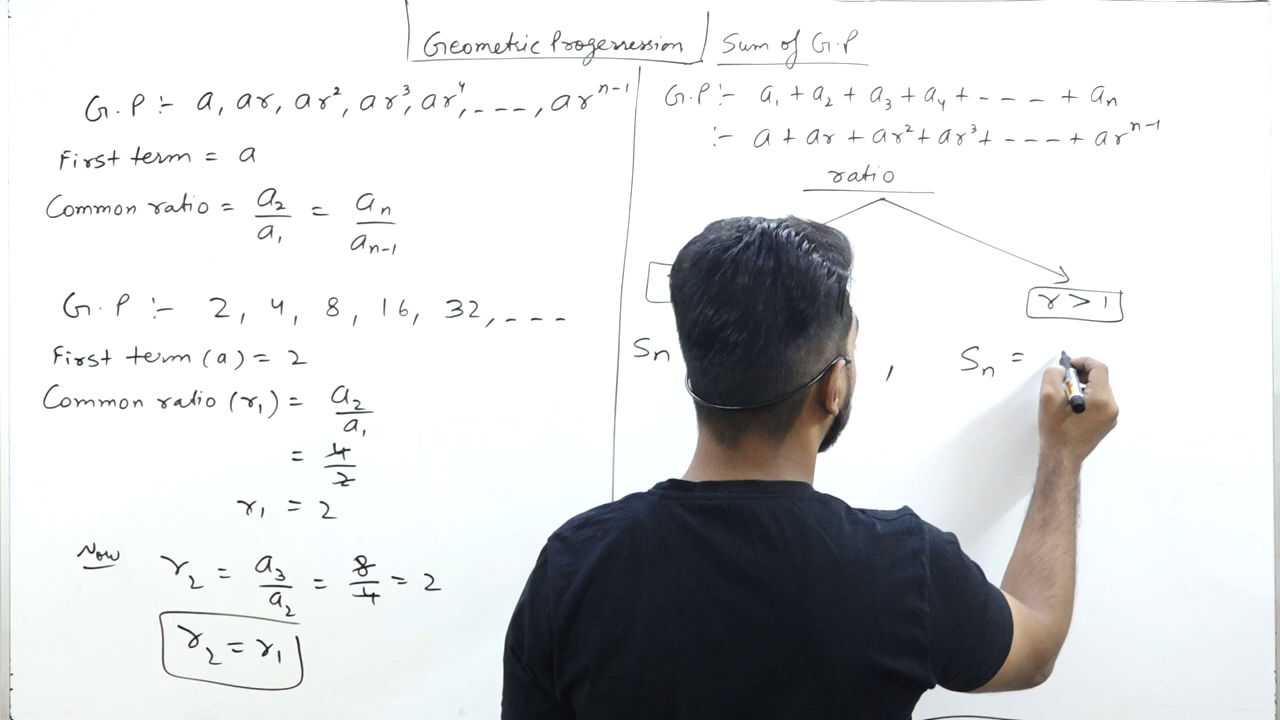 Geometric Progerression
Sum of G.P
G.P :- a, ar, ar², ar³, ar⁴, - - -, arⁿ⁻¹
First term = a
Common ratio = a₂/a₁ = aₙ/aₙ₋₁
G.P :- 2, 4, 8, 16, 32, - - -
First term (a) = 2
Common ratio (r₁) = a₂/a₁
= 4/2
r₁ = 2
Now r₂ = a₃/a₂ = 8/4 = 2
r₂ = r₁
G.P :- a₁ + a₂ + a₃ + a₄ + - - - + aₙ
:- a + ar + ar² + ar³ + - - - + arⁿ⁻¹
ratio
r > 1
Sₙ , Sₙ =